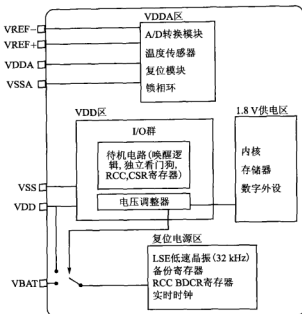 VDDA区
VREF-
VREF+
VDDA
VSSA
A/D转换模块
温度传感器
复位模块
锁相环
VDD区
I/O群
待机电路(唤醒逻
辑,独立看门狗,
RCC,CSR寄存器)
电压调整器
1.8 V供电区
内核
存储器
数字外设
VSS
VDD
复位电源区
VBAT
LSE低速晶振(32 kHz)
备份寄存器
RCC BDCR寄存器
实时时钟